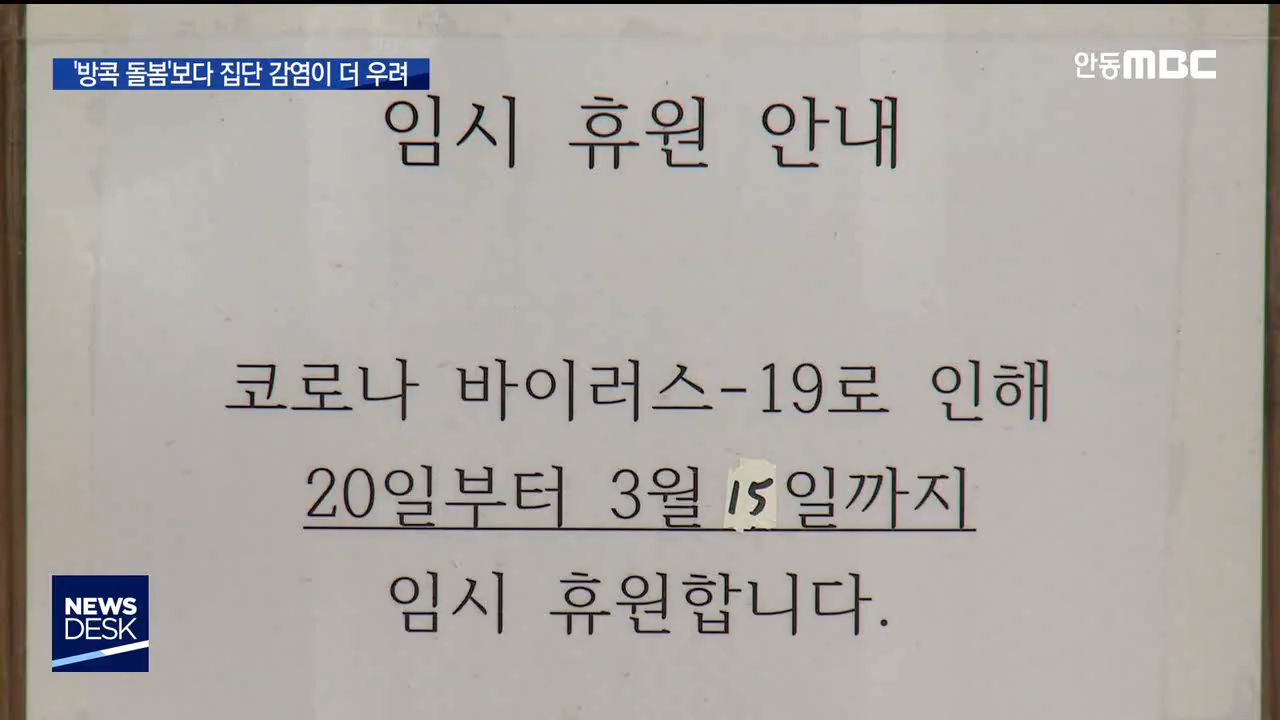 '방콕 돌봄'보다 집단 감염이 더 우려
안동MBC
임시 휴원 안내
코로나 바이러스-19로 인해
20일부터 3월 15일까지
임시 휴원합니다.
NEWS
DESK